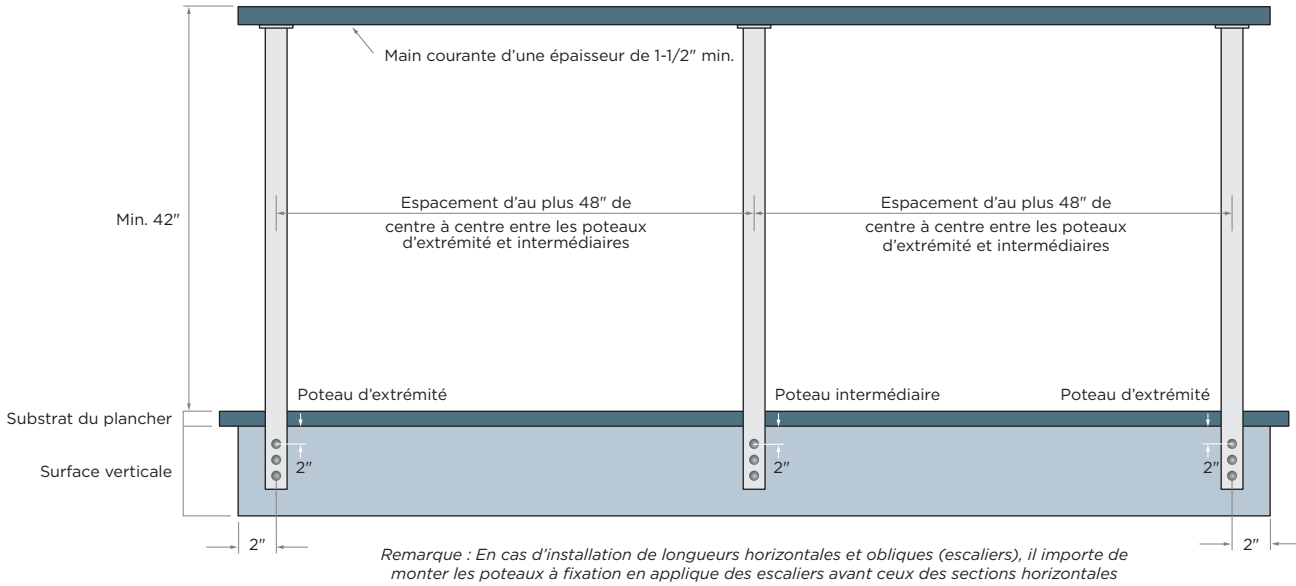 Main courante d'une épaisseur de 1-1/2" min.
Min. 42"
Espacement d'au plus 48" de
centre à centre entre les poteaux
d'extrémité et intermédiaires
Espacement d'au plus 48" de
centre à centre entre les poteaux
d'extrémité et intermédiaires
Poteau d'extrémité
Poteau intermédiaire
Poteau d'extrémité
Substrat du plancher
Surface verticale
2"
2"
2"
2"
2"
Remarque : En cas d'installation de longueurs horizontales et obliques (escaliers), il importe de
monter les poteaux à fixation en applique des escaliers avant ceux des sections horizontales